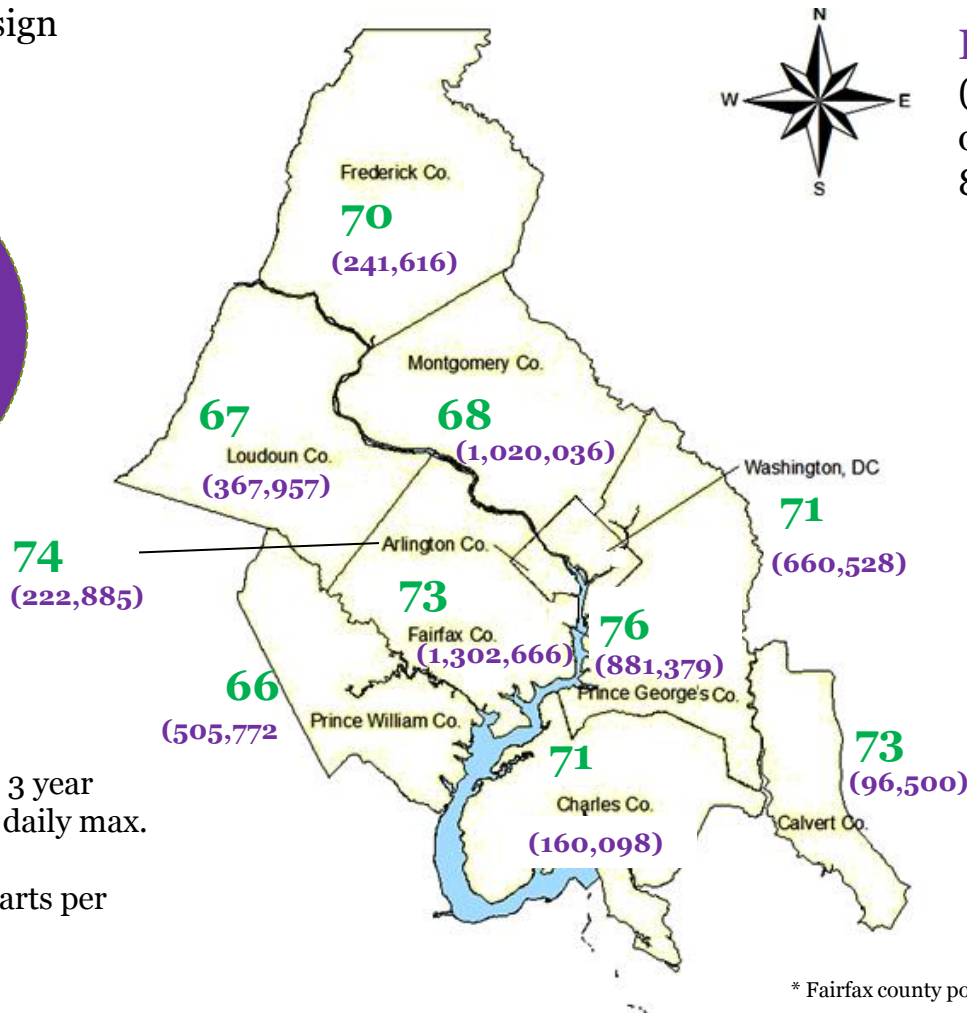 sign
N
W
E
S
(
8
Frederick Co.
70
(241,616)
Montgomery Co.
67
68
Loudoun Co.
(1,020,036)
(367,957)
Washington, DC
71
(660,528)
74
Arlington Co.
(222,885)
73
Fairfax Co.
(1,302,666)
76
(881,379)
Prince George's Co.
66
Prince William Co.
(505,772
71
Charles Co.
(160,098)
73
(96,500)
Calvert Co.
3 year
daily max.
arts per
* Fairfax county po